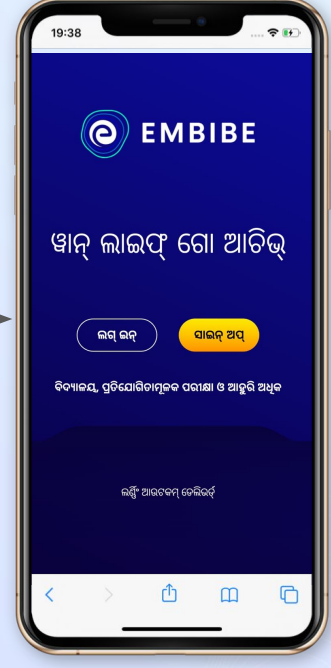 19:38
EMBIBE
ୱାନ୍ ଲାଇଫ୍ ଗୋ ଆଚିଭ୍
ଲଗ୍ ଇନ୍
ସାଇନ୍ ଅପ୍
ବିଦ୍ୟାଳୟ, ପ୍ରତିଯୋଗିତାମୂଳକ ପରୀକ୍ଷା ଓ ଆହୁରି ଅଧିକ
ଲର୍ଣ୍ଣିଂ ଆଉଟକମ୍ ଡେଲିଭର୍ଡ୍